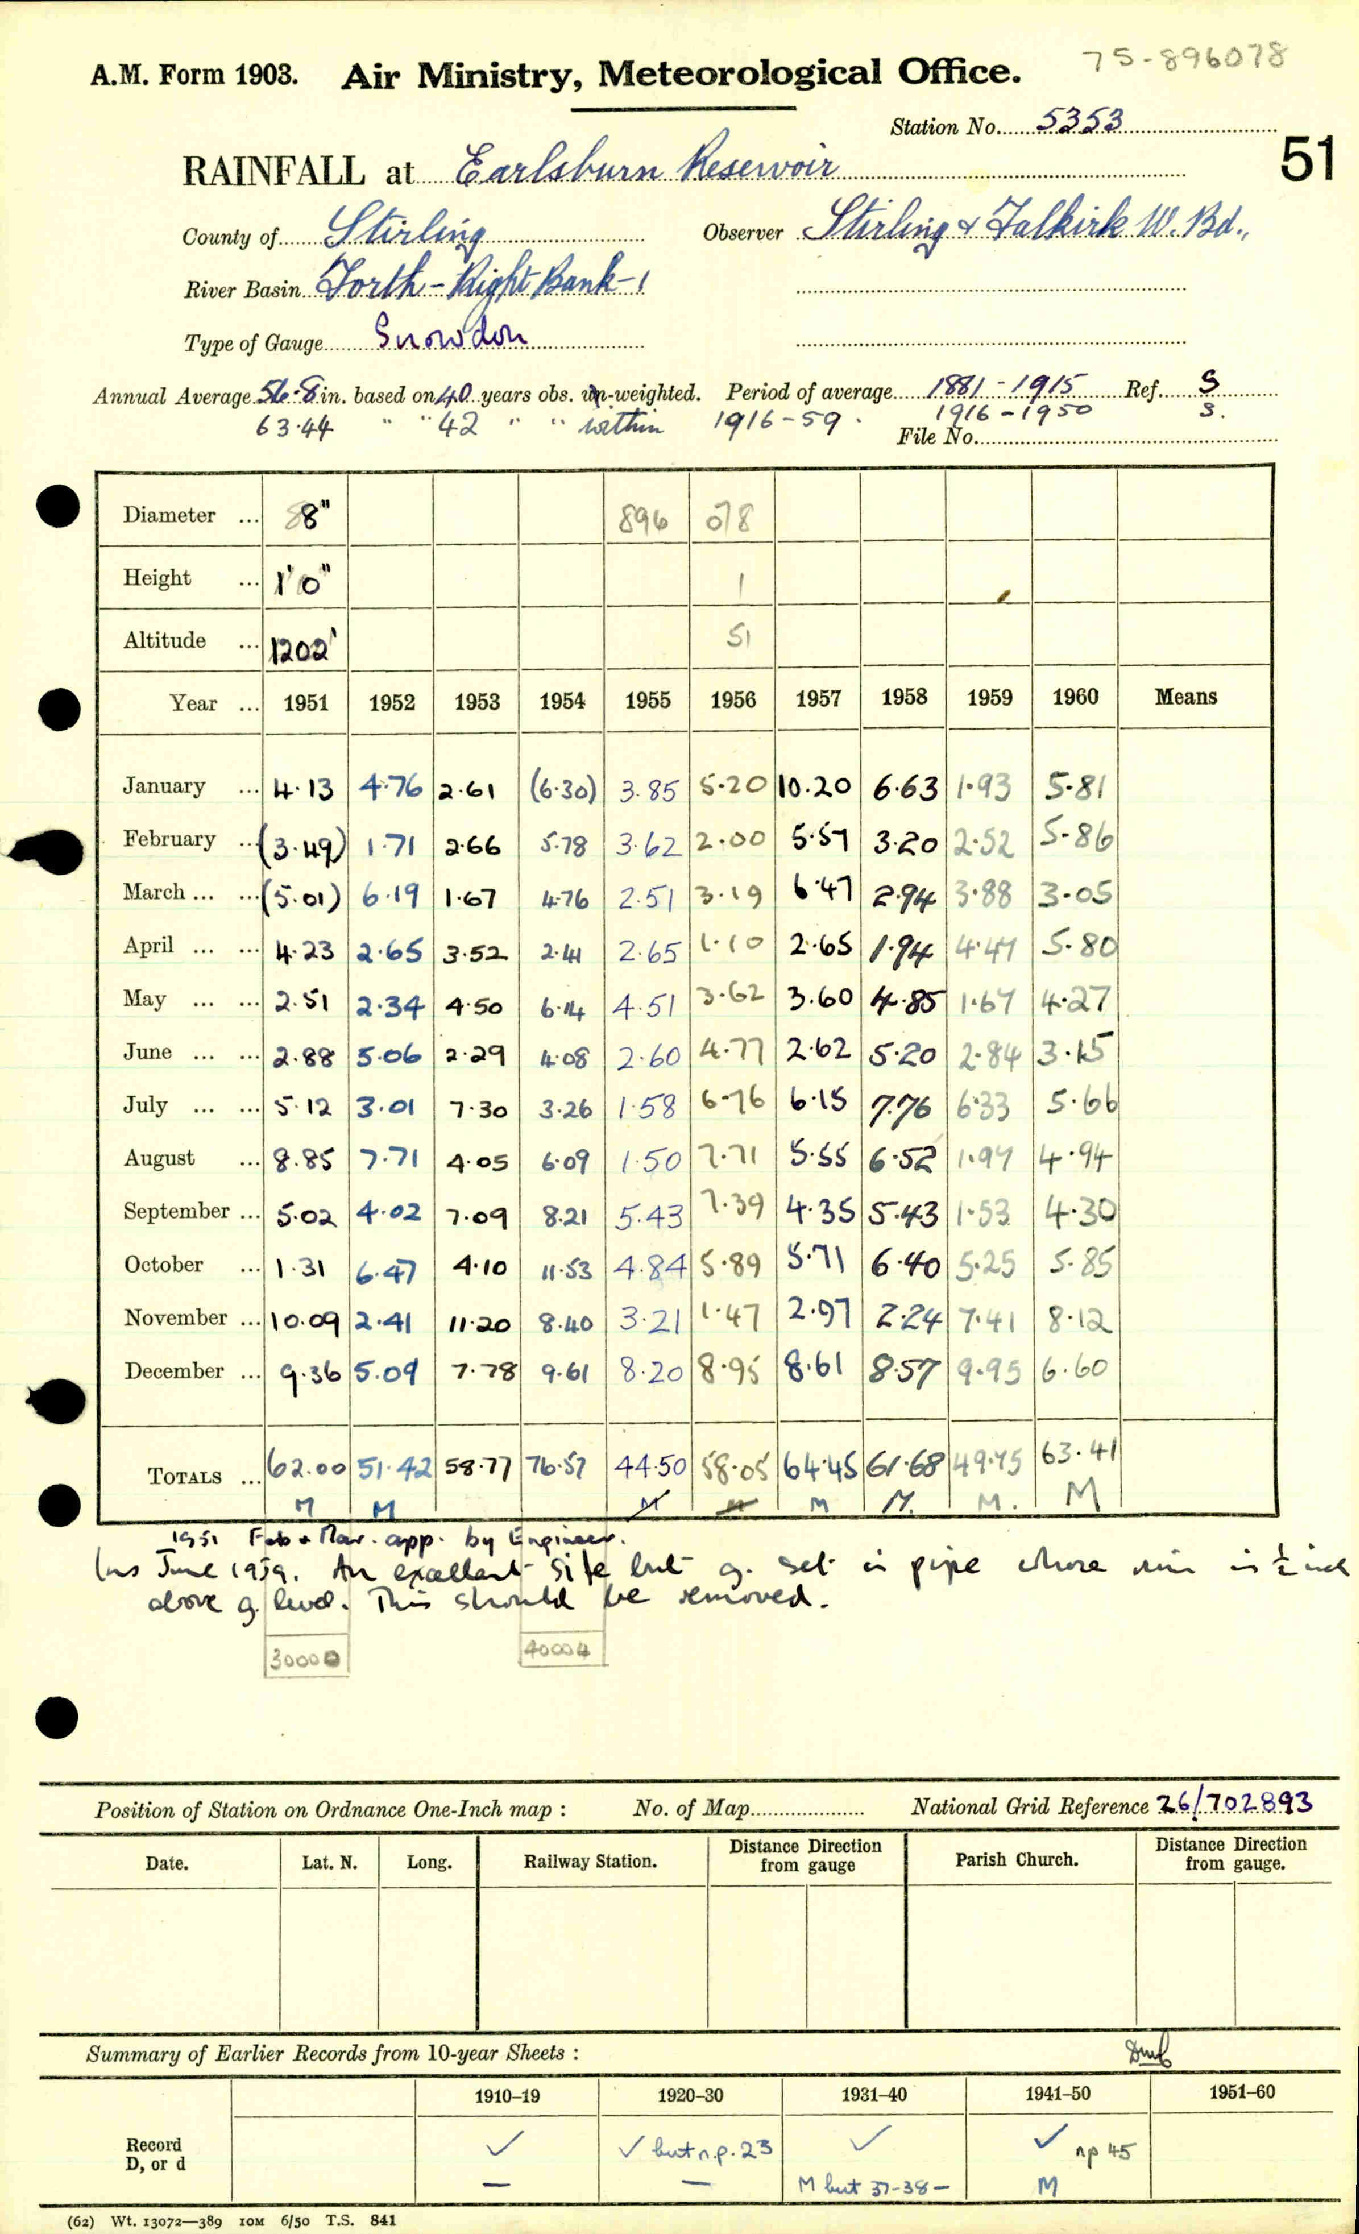 75-896078
A.M. Form 1903. Air Ministry, Meteorological Office.
Station No. 5353
51
RAINFALL at Earlsburn Reservoir
County of Stirling Observer Stirling & Falkirk W. Bd.,
River Basin Forth - Right Bank - 1
Type of Gauge Snowdon
Annual Average 56.8 in. based on 40 years obs. un-weighted. Period of average 1881-1915 Ref. S
63.44 " " 42 " " within 1916-59. 1916-1950 S.
File No.
Diameter ... 8" 896 078
Height ... 1'0" 1
Altitude ... 1202' 51
Year ... 1951 1952 1953 1954 1955 1956 1957 1958 1959 1960 Means
January ... 4.13 4.76 2.61 (6.30) 3.85 5.20 10.20 6.63 1.93 5.81
February ... (3.49) 1.71 2.66 5.78 3.62 2.00 5.57 3.20 2.52 5.86
March ... ... (5.01) 6.19 1.67 4.76 2.51 3.19 6.47 2.94 3.88 3.05
April ... ... 4.23 2.65 3.52 2.41 2.65 1.10 2.65 1.94 4.47 5.80
May ... ... 2.51 2.34 4.50 6.14 4.51 3.62 3.60 4.85 1.67 4.27
June ... ... 2.88 5.06 2.29 4.08 2.60 4.77 2.62 5.20 2.84 3.15
July ... ... 5.12 3.01 7.30 3.26 1.58 6.76 6.15 7.76 6.33 5.66
August ... 8.85 7.71 4.05 6.09 1.50 7.71 5.55 6.52 1.97 4.94
September ... 5.02 4.02 7.09 8.21 5.43 7.39 4.35 5.43 1.53 4.30
October ... 1.31 6.47 4.10 11.53 4.84 5.89 5.71 6.40 5.25 5.85
November ... 10.09 2.41 11.20 8.40 3.21 1.47 2.97 2.24 7.41 8.12
December ... 9.36 5.09 7.78 9.61 8.20 8.95 8.61 8.57 9.95 6.60
TOTALS ... 62.00 51.42 58.77 76.57 44.50 58.05 64.45 61.68 49.75 63.41
M M M M M M. M. M
1951 Feb & Mar. app. by Engineer.
Ins June 1959. An excellent site but g. set in pipe whose rim is ½ inch
above g. level. This should be removed.
30000 40004
Position of Station on Ordnance One-Inch map : No. of Map National Grid Reference 26/702893
Date. Lat. N. Long. Railway Station. Distance Direction from gauge Parish Church. Distance Direction from gauge.
Summary of Earlier Records from 10-year Sheets :
1910-19 1920-30 1931-40 1941-50 1951-60
Record ✓ ✓ but n.p. 23 ✓ ✓ np 45
D, or d — — M but 37-38 - M
(62) Wt. 13072—389 10M 6/50 T.S. 841